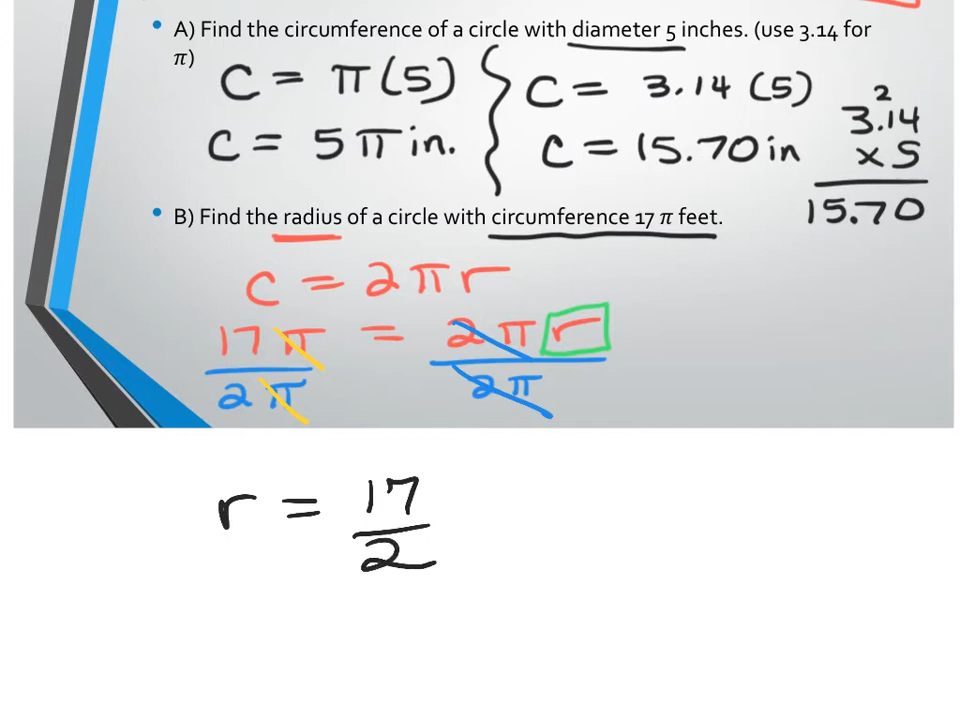 • A) Find the circumference of a circle with diameter 5 inches. (use 3.14 for
π)
C = π(5)
C = 5π in.
C = 3.14 (5)
C = 15.70 in
2
3.14
x 5
15.70
• B) Find the radius of a circle with circumference 17 π feet.
C = 2πr
17π = 2πr
2π 2π
r = 17
2